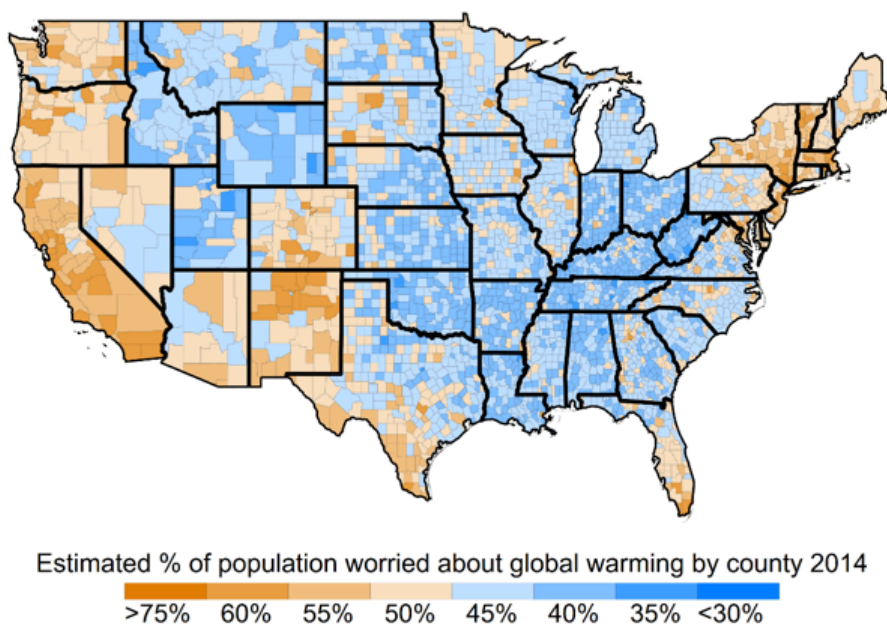 Estimated % of population worried about global warming by county 2014
>75% 60% 55% 50% 45% 40% 35% <30%